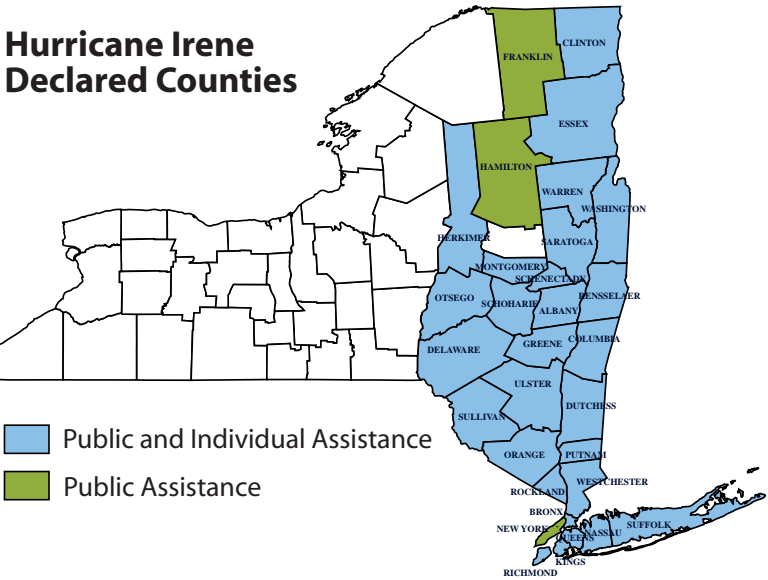 Hurricane Irene
Declared Counties
CLINTON
FRANKLIN
ESSEX
HAMILTON
WARREN
WASHINGTON
HERKIMER
SARATOGA
MONTGOMERY
SCHENECTADY
OTSEGO
SCHOHARIE
RENSSELAER
ALBANY
GREENE
COLUMBIA
DELAWARE
ULSTER
DUTCHESS
SULLIVAN
Public and Individual Assistance
ORANGE
PUTNAM
Public Assistance
WESTCHESTER
ROCKLAND
BRONX
NEW YORK
SUFFOLK
NASSAU
QUEENS
KINGS
RICHMOND